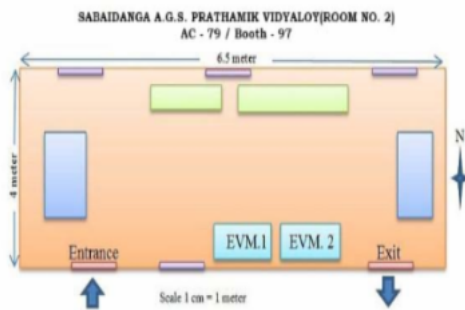 SABAIDANGA A.G.S. PRATHAMIK VIDYALOY(ROOM NO. 2)
AC - 79 / Booth - 97
6.5 meter
4 meter
N
EVM.1 EVM. 2
Entrance Exit
Scale 1 cm = 1 meter